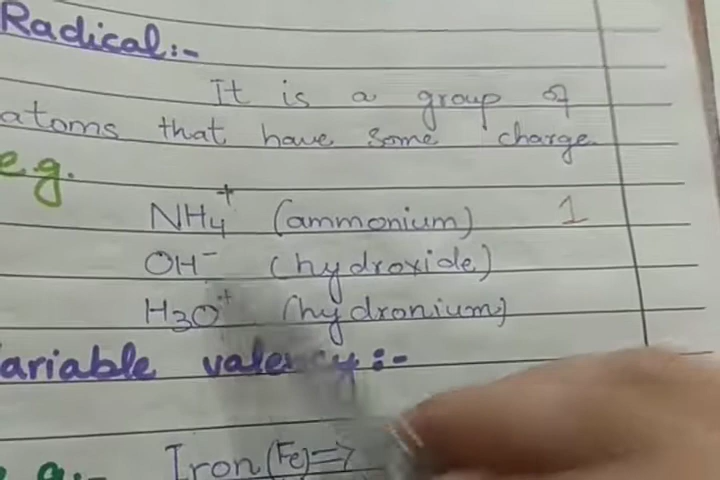 Radical:-
It is a group of
atoms that have some charge
e.g.
NH4+ (ammonium) 1
OH- (hydroxide)
H3O+ (hydronium)
ariable valency:-
e.g.- Iron (Fe)=>